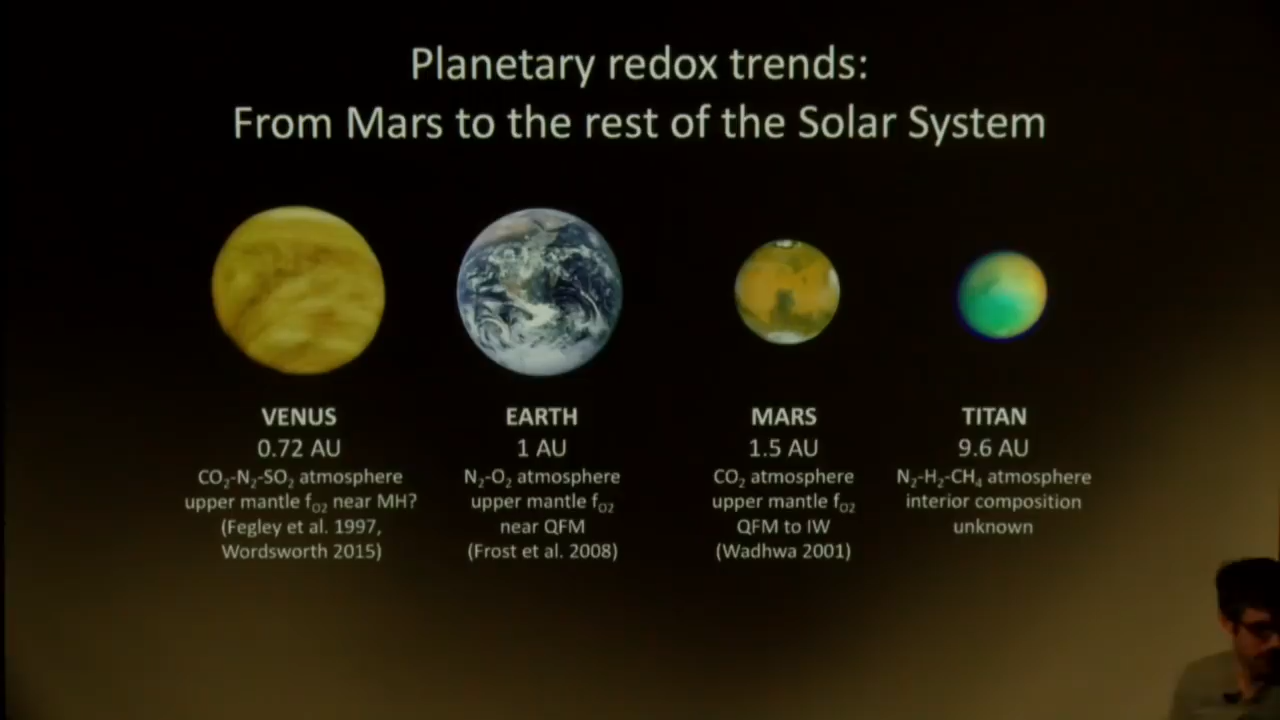 Planetary redox trends:
From Mars to the rest of the Solar System
VENUS
0.72 AU
CO₂-N₂-SO₂ atmosphere
upper mantle f_O2 near MH?
(Fegley et al. 1997,
Wordsworth 2015)
EARTH
1 AU
N₂-O₂ atmosphere
upper mantle f_O2
near QFM
(Frost et al. 2008)
MARS
1.5 AU
CO₂ atmosphere
upper mantle f_O2
QFM to IW
(Wadhwa 2001)
TITAN
9.6 AU
N₂-H₂-CH₄ atmosphere
interior composition
unknown